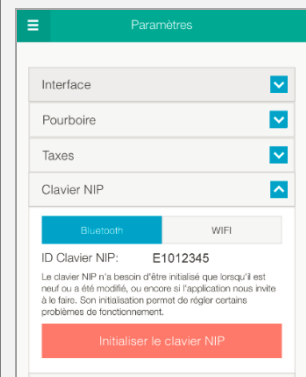 Paramètres
Interface
Pourboire
Taxes
Clavier NIP
Bluetooth WIFI
ID Clavier NIP: E1012345
Le clavier NIP n'a besoin d'être initialisé que lorsqu'il est
neuf ou a été modifié, ou encore si l'application nous invite
à le faire. Son initialisation permet de régler certains
problèmes de fonctionnement.
Initialiser le clavier NIP